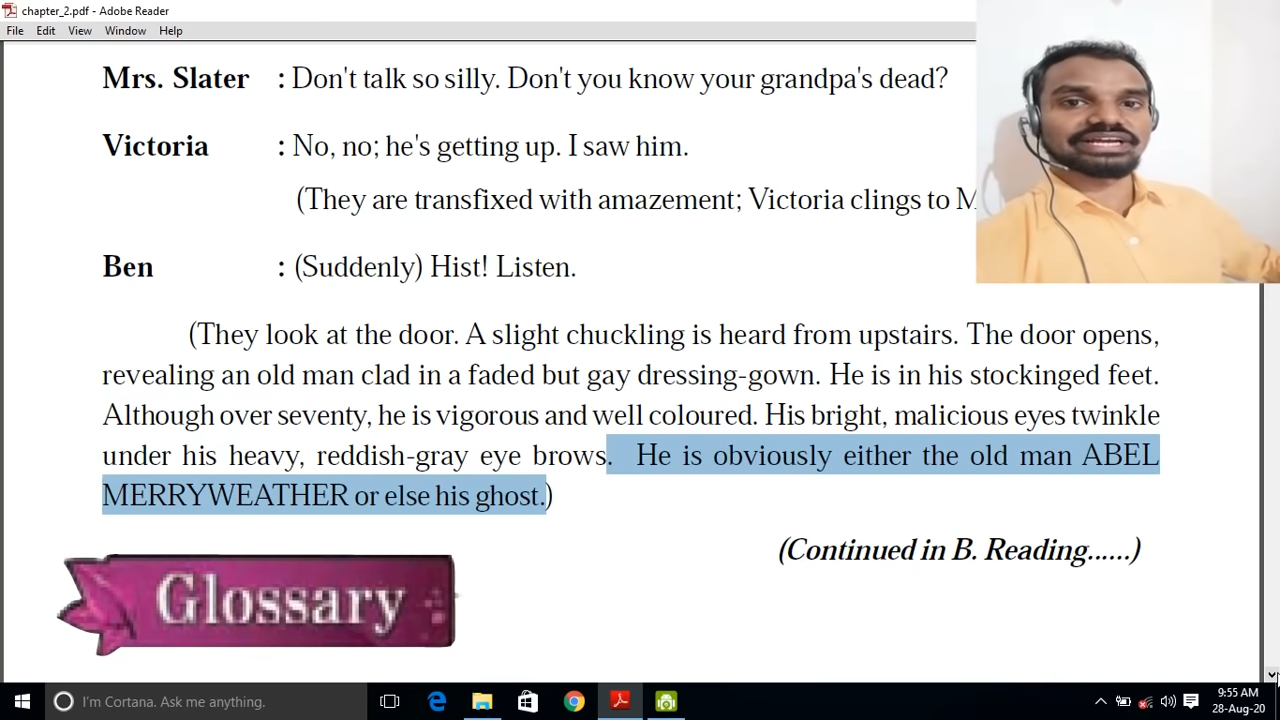 chapter_2.pdf - Adobe Reader
File Edit View Window Help
Mrs. Slater : Don't talk so silly. Don't you know your grandpa's dead?
Victoria : No, no; he's getting up. I saw him.
(They are transfixed with amazement; Victoria clings to M
Ben : (Suddenly) Hist! Listen.
(They look at the door. A slight chuckling is heard from upstairs. The door opens,
revealing an old man clad in a faded but gay dressing-gown. He is in his stockinged feet.
Although over seventy, he is vigorous and well coloured. His bright, malicious eyes twinkle
under his heavy, reddish-gray eye brows. He is obviously either the old man ABEL
MERRYWEATHER or else his ghost.)
(Continued in B. Reading......)
Glossary
I'm Cortana. Ask me anything.
9:55 AM
28-Aug-20